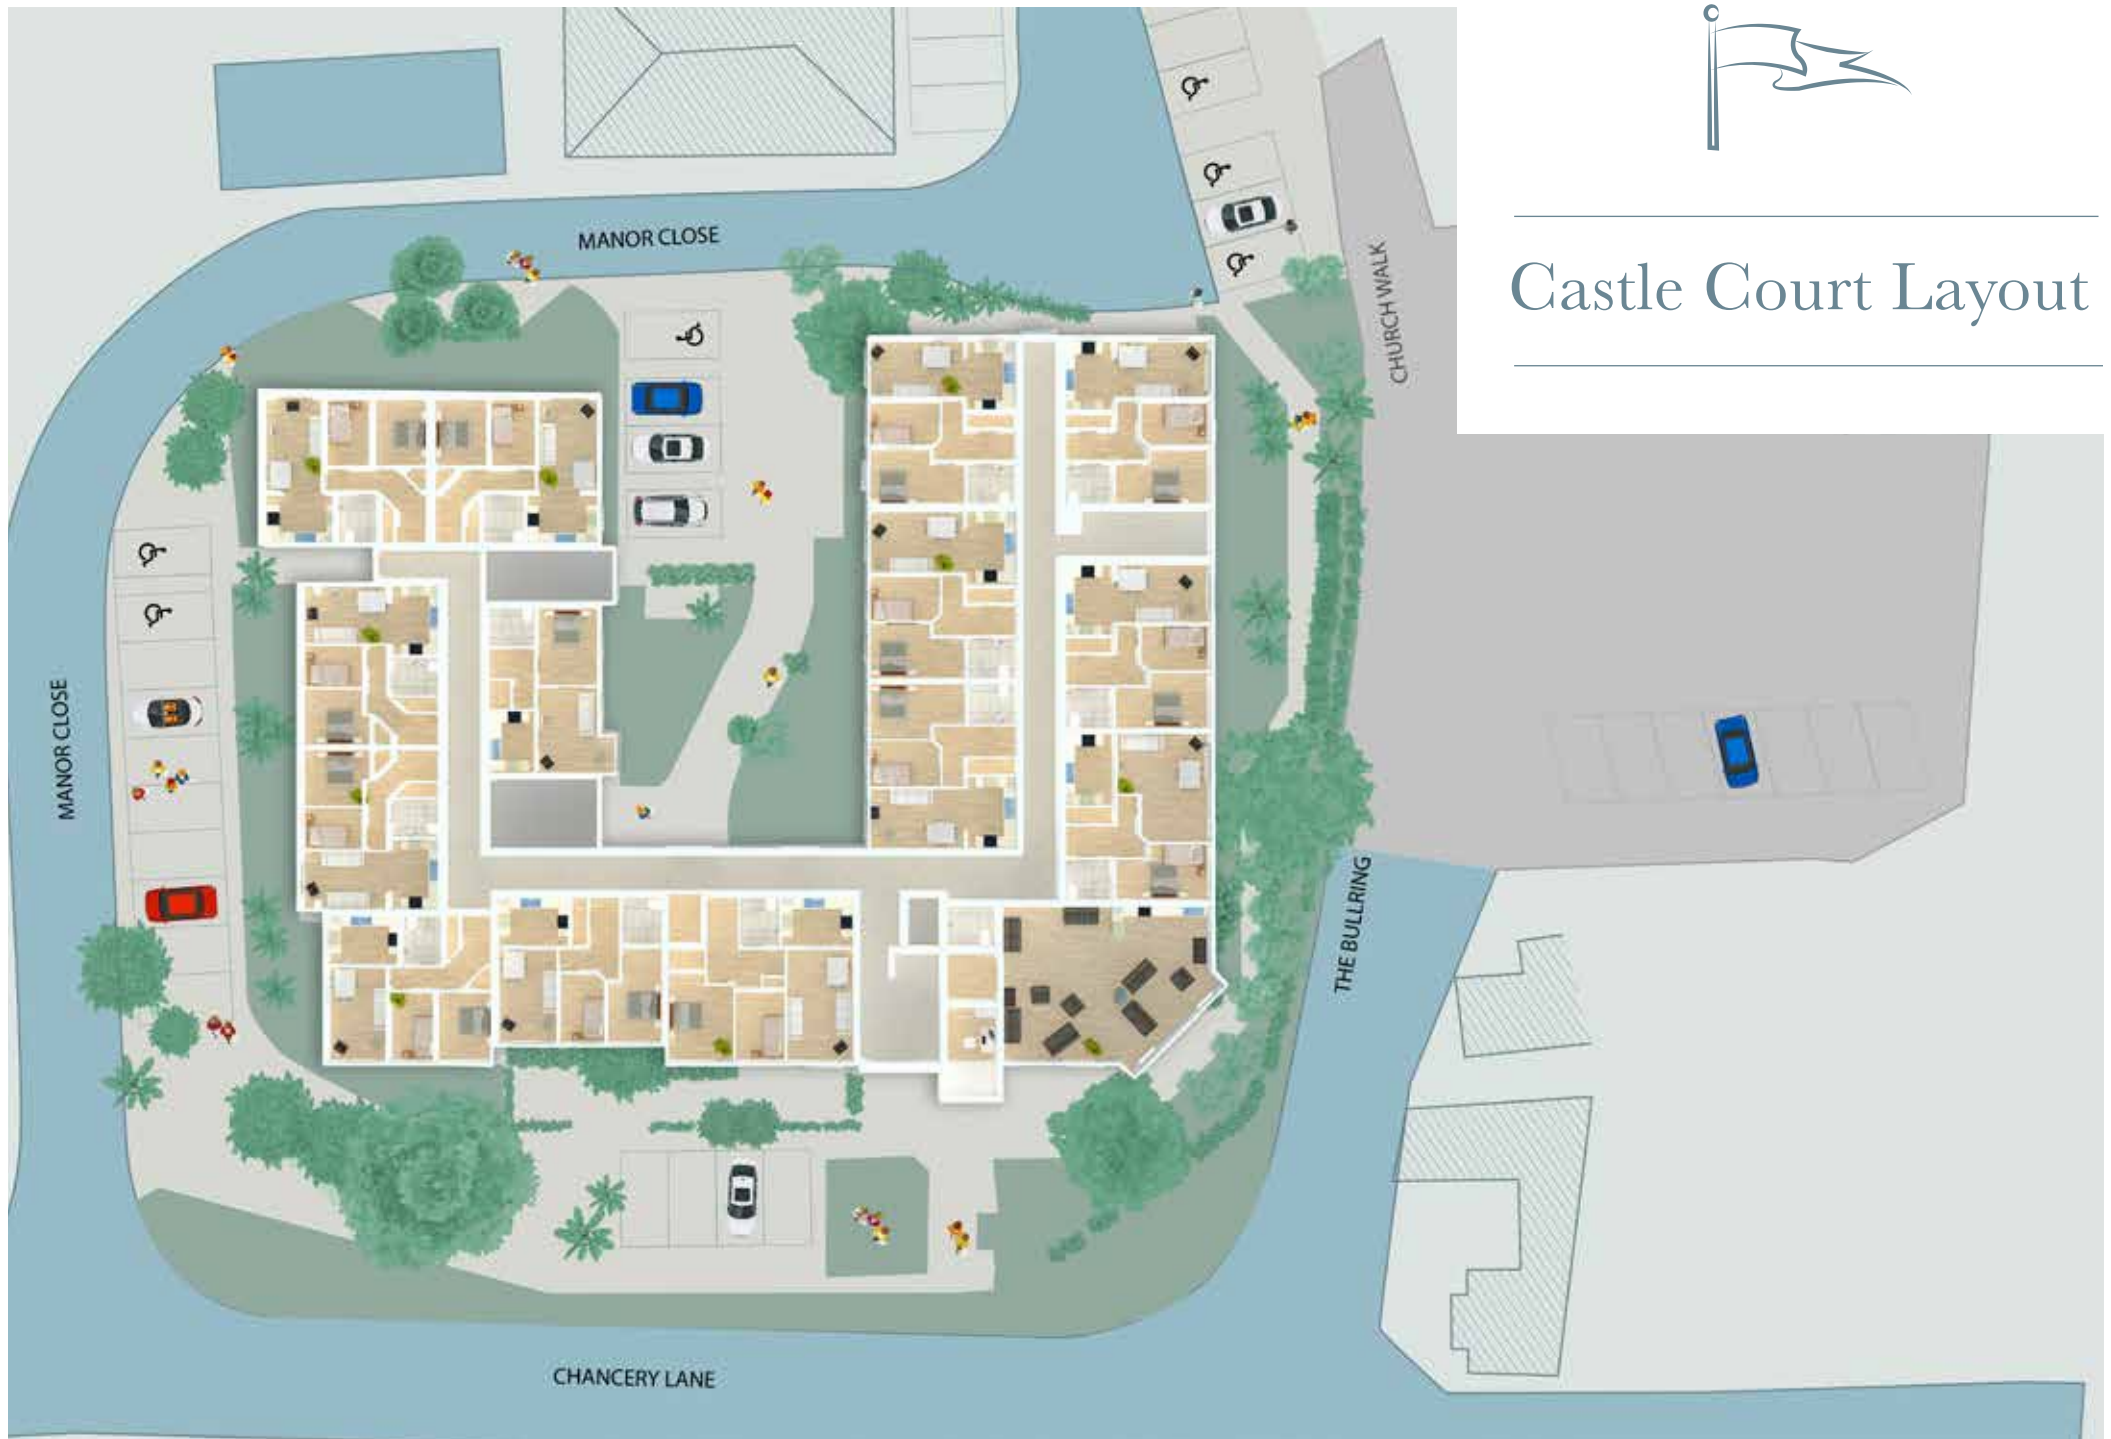 Castle Court Layout
MANOR CLOSE
CHURCH WALK
MANOR CLOSE
THE BULLRING
CHANCERY LANE